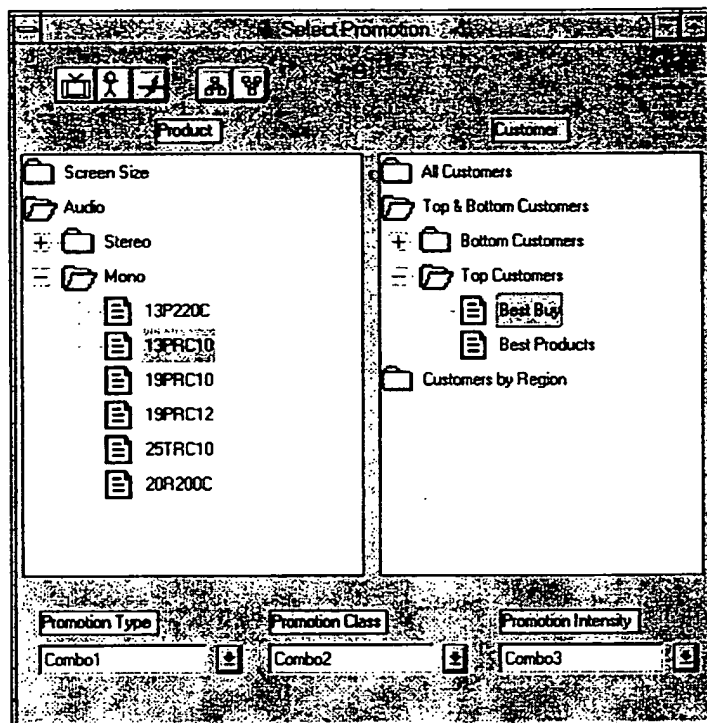 Select Promotion
Product
Customer
Screen Size
Audio
Stereo
Mono
13P220C
13PRC10
19PRC10
19PRC12
25TRC10
20R200C
All Customers
Top & Bottom Customers
Bottom Customers
Top Customers
Best Buy
Best Products
Customers by Region
Promotion Type
Promotion Class
Promotion Intensity
Combo1
Combo2
Combo3